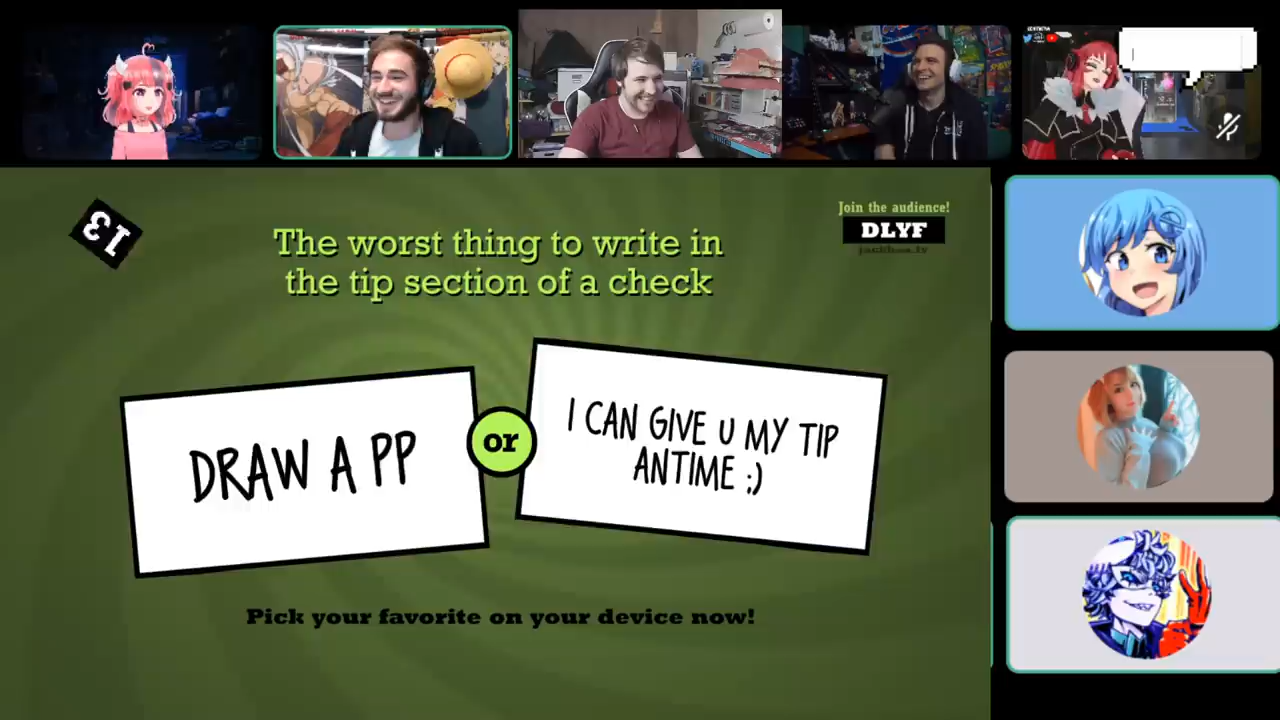 13
The worst thing to write in
the tip section of a check
Join the audience!
DLYF
jackbox.tv
DRAW A PP
or
I CAN GIVE U MY TIP
ANTIME :)
Pick your favorite on your device now!